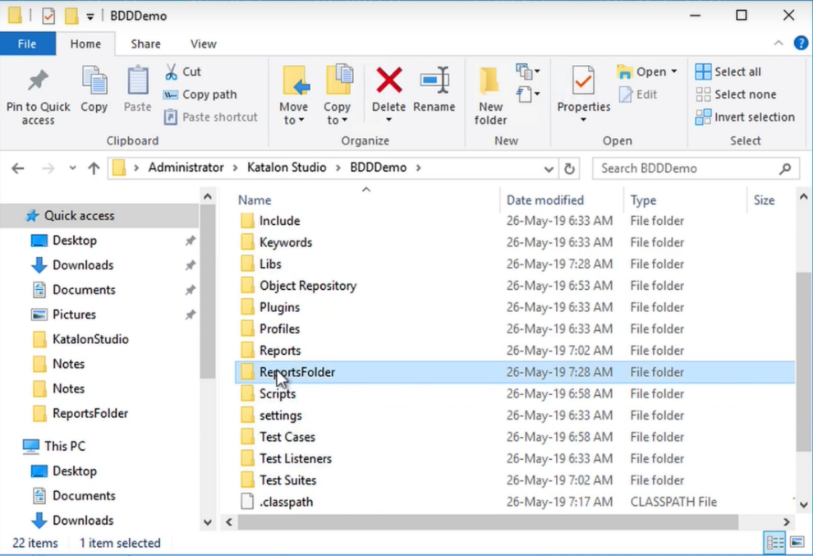 BDDDemo
File Home Share View
Pin to Quick access
Copy
Paste
Cut
Copy path
Paste shortcut
Move to
Copy to
Delete
Rename
New folder
Properties
Open
Edit
Select all
Select none
Invert selection
Clipboard Organize New Open Select
Administrator Katalon Studio BDDDemo
Search BDDDemo
Quick access
Desktop
Downloads
Documents
Pictures
KatalonStudio
Notes
Notes
ReportsFolder
This PC
Desktop
Documents
Downloads
Name Date modified Type Size
Include 26-May-19 6:33 AM File folder
Keywords 26-May-19 6:33 AM File folder
Libs 26-May-19 7:28 AM File folder
Object Repository 26-May-19 6:53 AM File folder
Plugins 26-May-19 6:33 AM File folder
Profiles 26-May-19 6:33 AM File folder
Reports 26-May-19 7:02 AM File folder
ReportsFolder 26-May-19 7:28 AM File folder
Scripts 26-May-19 6:58 AM File folder
settings 26-May-19 6:33 AM File folder
Test Cases 26-May-19 6:58 AM File folder
Test Listeners 26-May-19 6:33 AM File folder
Test Suites 26-May-19 7:02 AM File folder
.classpath 26-May-19 7:17 AM CLASSPATH File
22 items 1 item selected